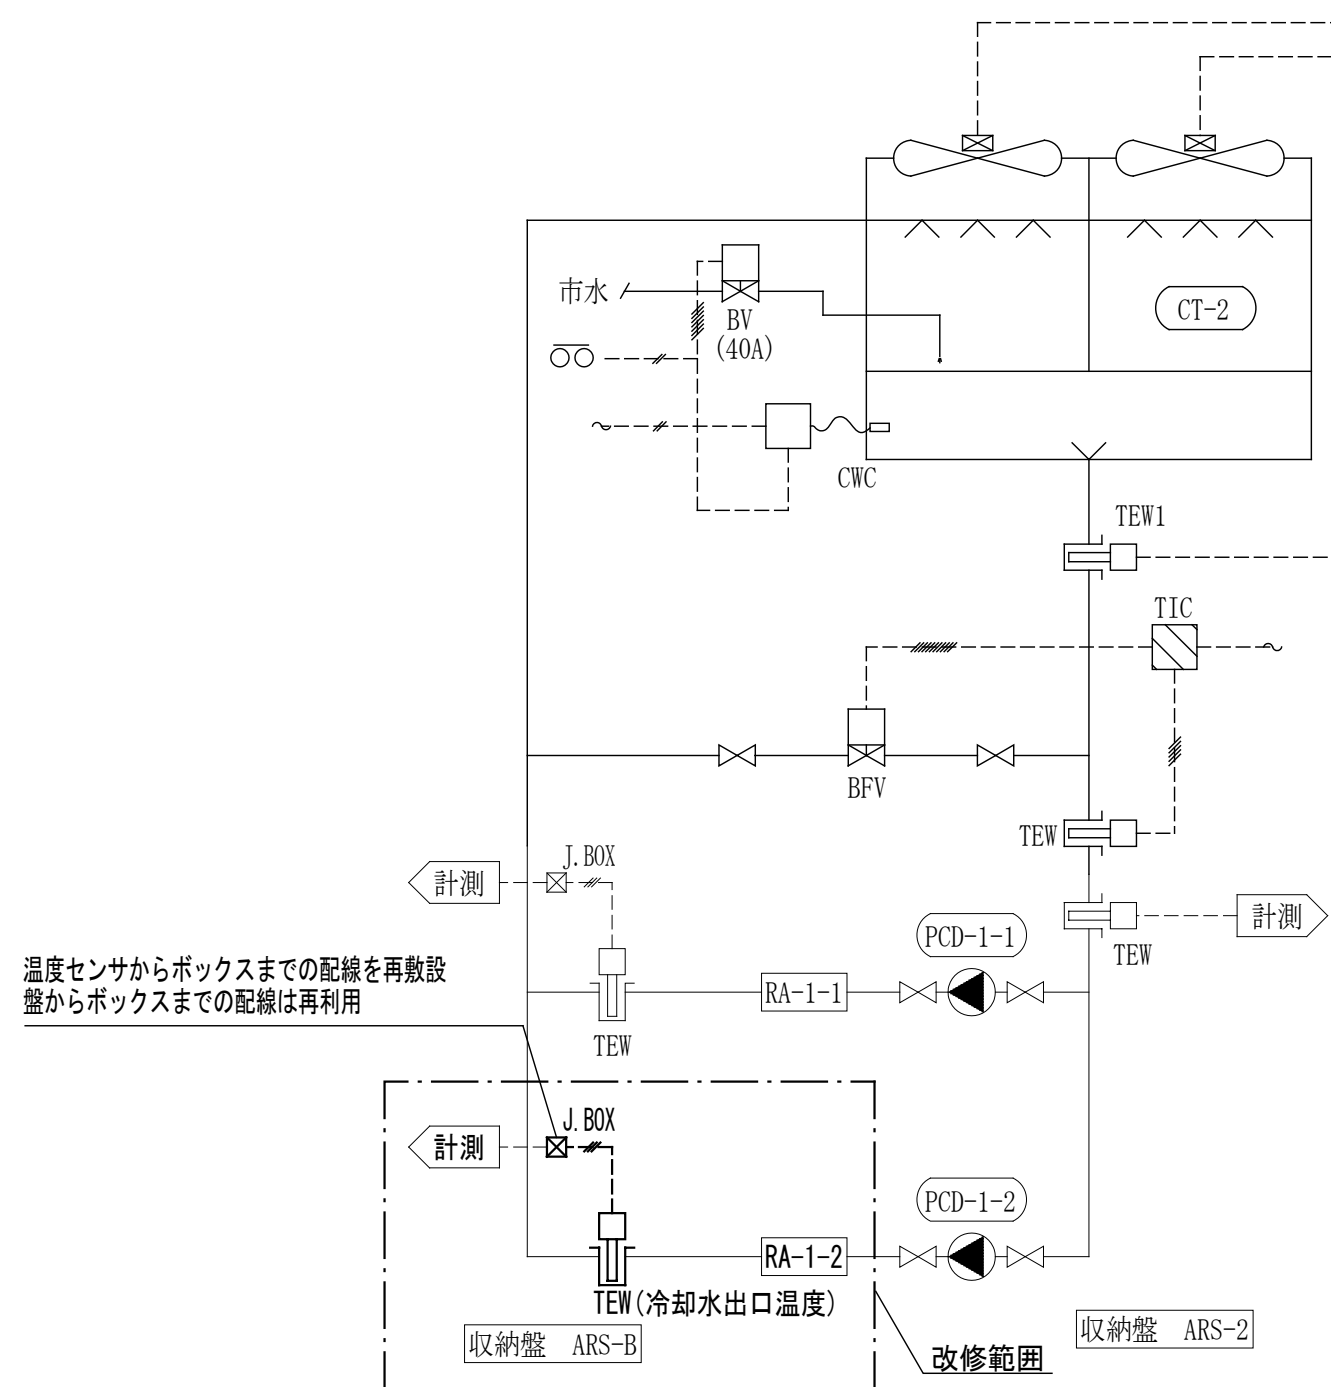 市水
BV
(40A)
CT-2
CWC
TEW1
TIC
BFV
TEW
J.BOX
計測
計測
PCD-1-1
TEW
温度センサからボックスまでの配線を再敷設
盤からボックスまでの配線は再利用
RA-1-1
TEW
J.BOX
計測
PCD-1-2
RA-1-2
TEW(冷却水出口温度)
収納盤 ARS-B
収納盤 ARS-2
改修範囲